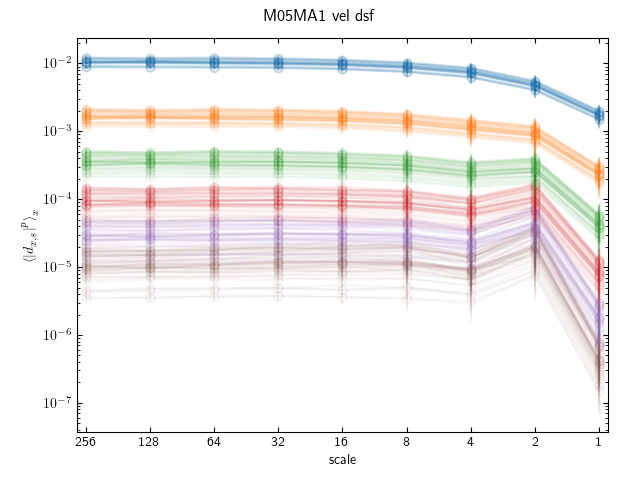 M05MA1 vel dsf
⟨|d_{x,s}|^p⟩_x
10^{-2}
10^{-3}
10^{-4}
10^{-5}
10^{-6}
10^{-7}
256 128 64 32 16 8 4 2 1
scale